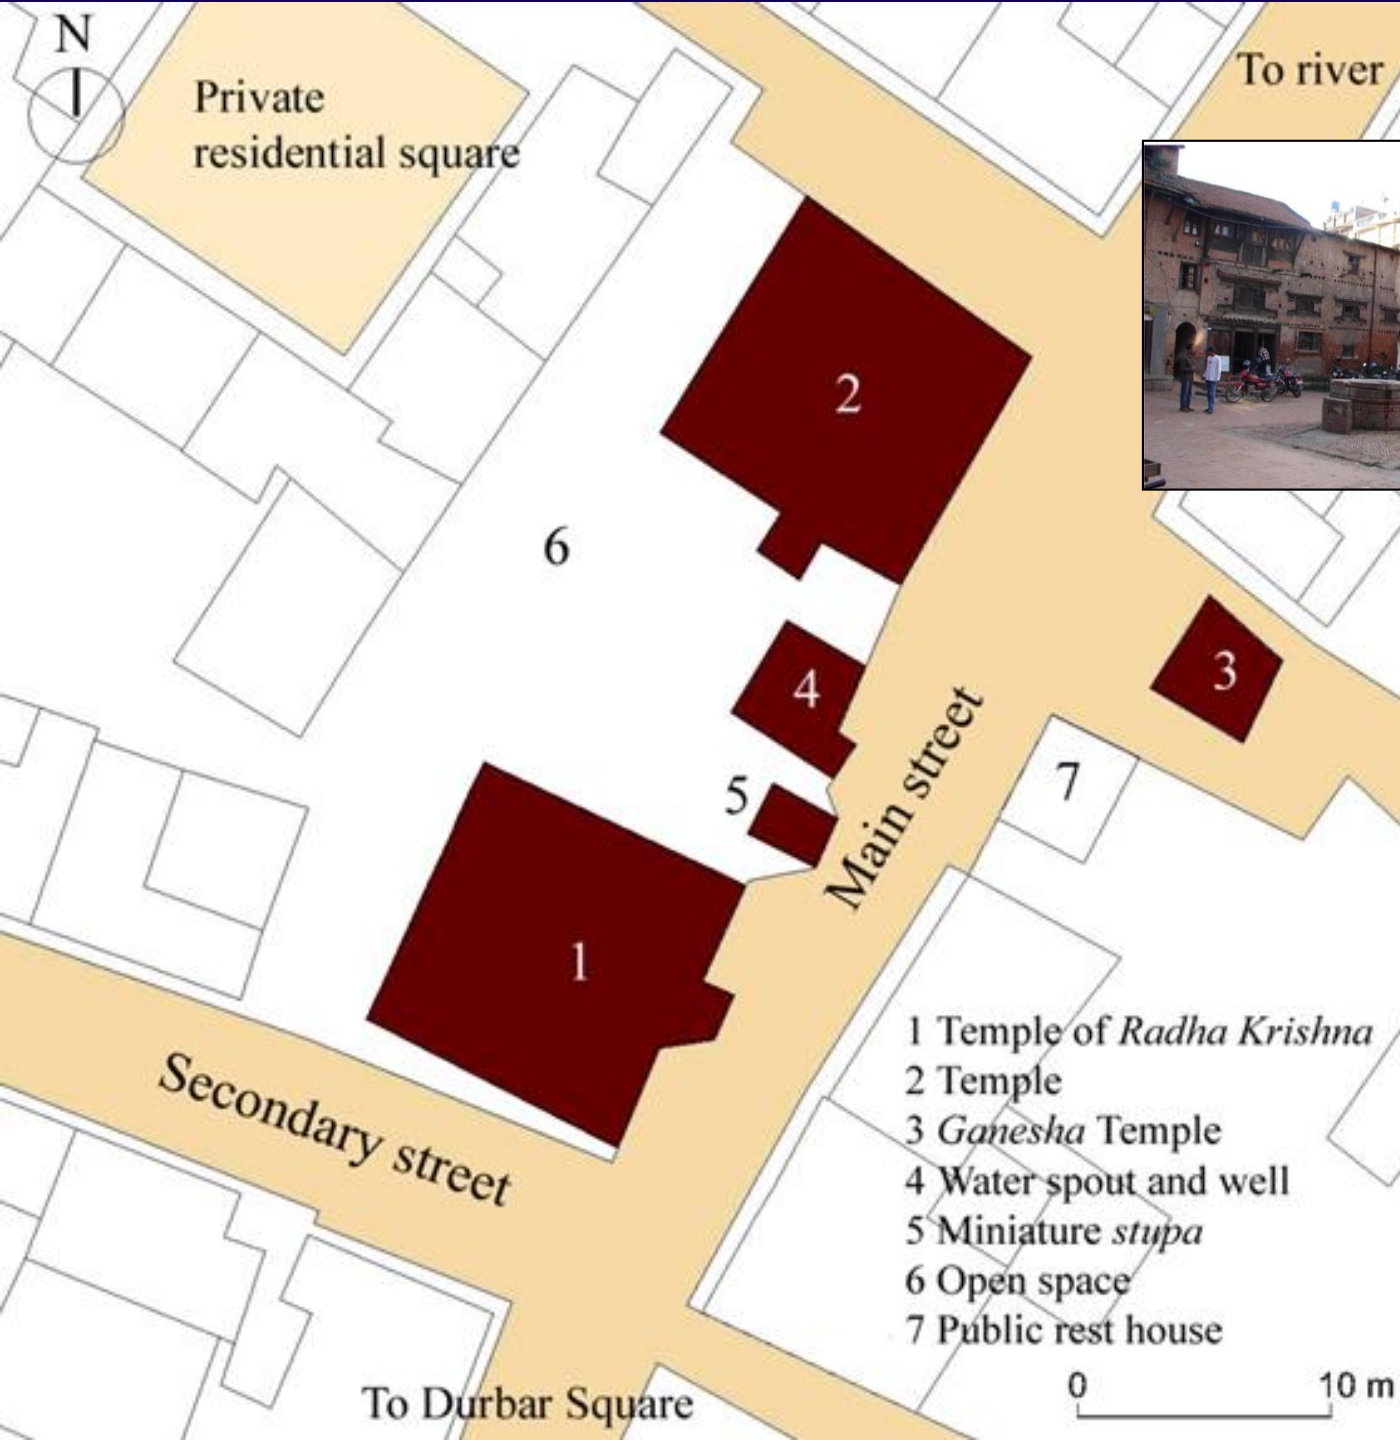 N
Private
residential square
To river
2
6
3
4
5
7
Main street
1
Secondary street
1 Temple of Radha Krishna
2 Temple
3 Ganesha Temple
4 Water spout and well
5 Miniature stupa
6 Open space
7 Public rest house
0 10 m
To Durbar Square